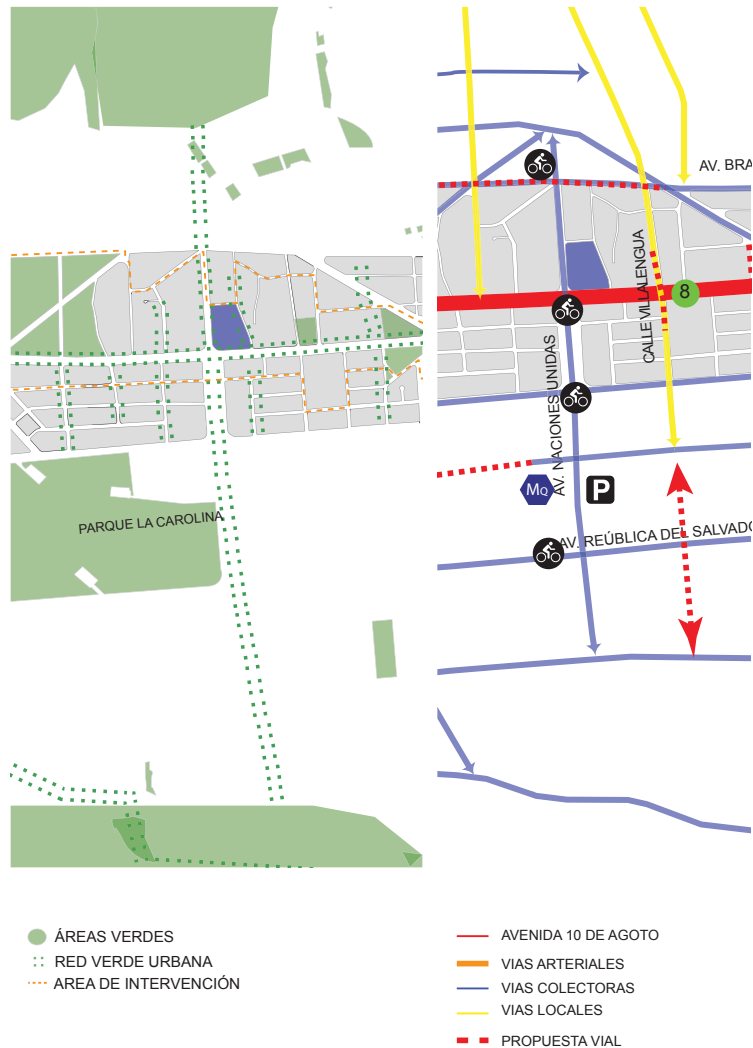 AV. BRA
8
CALLE VILLALENGUA
AV. NACIONES UNIDAS
MQ
P
PARQUE LA CAROLINA
AV. REÚBLICA DEL SALVADO
ÁREAS VERDES
RED VERDE URBANA
AREA DE INTERVENCIÓN
AVENIDA 10 DE AGOTO
VIAS ARTERIALES
VIAS COLECTORAS
VIAS LOCALES
PROPUESTA VIAL